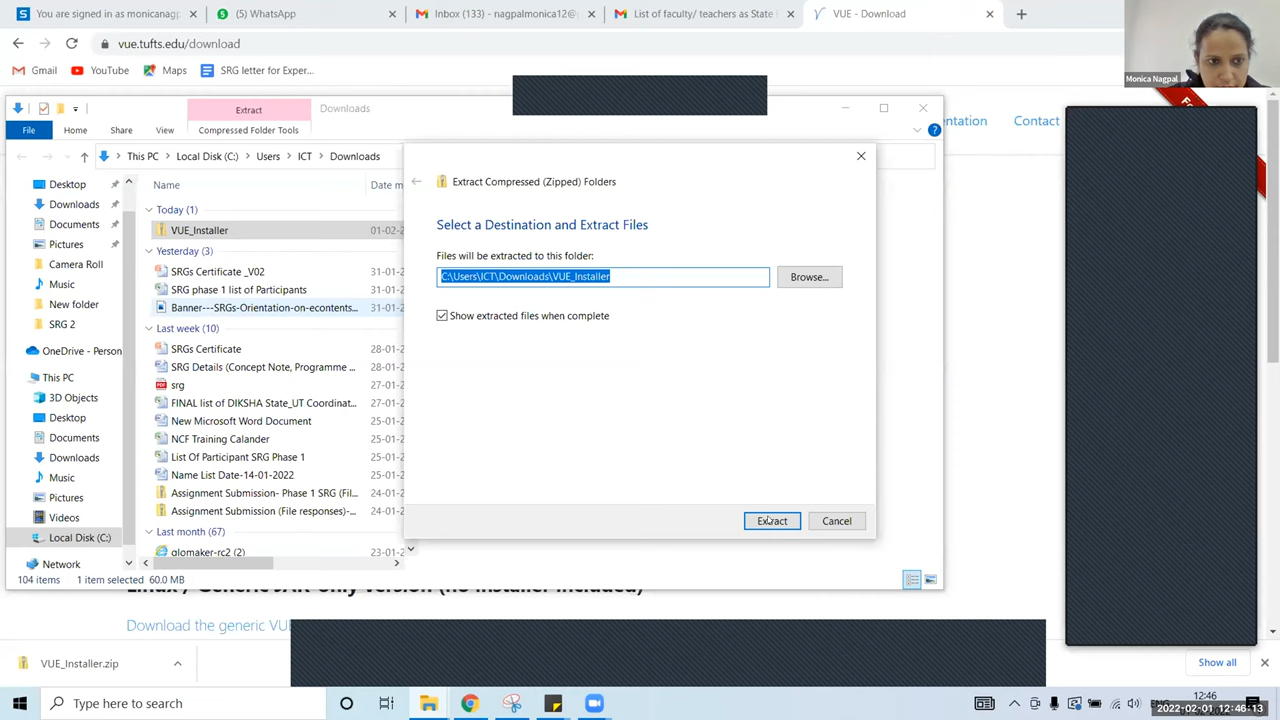 You are signed in as monicanagp
(5) WhatsApp
Inbox (133) - nagpalmonica12@g
List of faculty/ teachers as State
VUE - Download
vue.tufts.edu/download
Gmail
YouTube
Maps
SRG letter for Exper...
Monica Nagpal
Extract
Downloads
File
Home
Share
View
Compressed Folder Tools
entation
Contact
This PC
Local Disk (C:)
Users
ICT
Downloads
Extract Compressed (Zipped) Folders
Select a Destination and Extract Files
Files will be extracted to this folder:
C:\Users\ICT\Downloads\VUE_Installer
Browse...
Show extracted files when complete
Extract
Cancel
Desktop
Downloads
Documents
Pictures
Camera Roll
Music
New folder
SRG 2
OneDrive - Person
This PC
3D Objects
Desktop
Documents
Downloads
Music
Pictures
Videos
Local Disk (C:)
Network
Name
Date m
Today (1)
VUE_Installer 01-02-2
Yesterday (3)
SRGs Certificate _V02 31-01-2
SRG phase 1 list of Participants 31-01-2
Banner---SRGs-Orientation-on-econtents... 31-01-2
Last week (10)
SRGs Certificate 28-01-2
SRG Details (Concept Note, Programme ... 28-01-2
srg 27-01-2
FINAL list of DIKSHA State_UT Coordinat... 27-01-2
New Microsoft Word Document 25-01-2
NCF Training Calander 25-01-2
List Of Participant SRG Phase 1 25-01-2
Name List Date-14-01-2022 25-01-2
Assignment Submission- Phase 1 SRG (Fil... 24-01-2
Assignment Submission (File responses)-... 24-01-2
Last month (67)
glomaker-rc2 (2) 23-01-2
104 items
1 item selected 60.0 MB
Linux / Generic JAR only version (no installer included)
Download the generic VUE
VUE_Installer.zip
Show all
Type here to search
12:46
2022-02-01 12:46:13